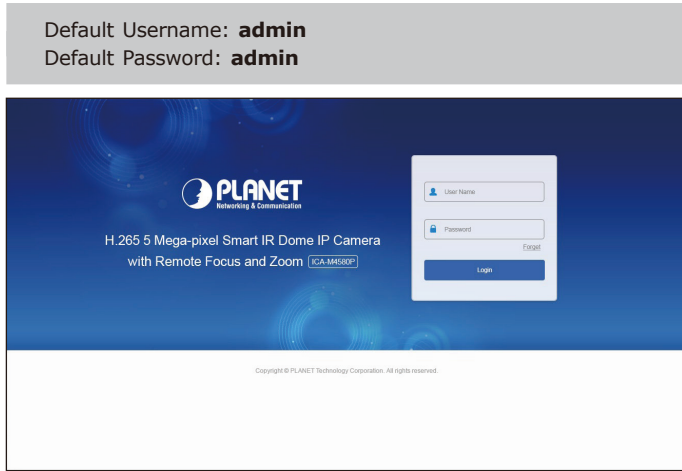 Default Username: admin
Default Password: admin
PLANET
Networking & Communication
H.265 5 Mega-pixel Smart IR Dome IP Camera
with Remote Focus and Zoom ICA-M4580P
User Name
Password
Forget
Login
Copyright © PLANET Technology Corporation. All rights reserved.